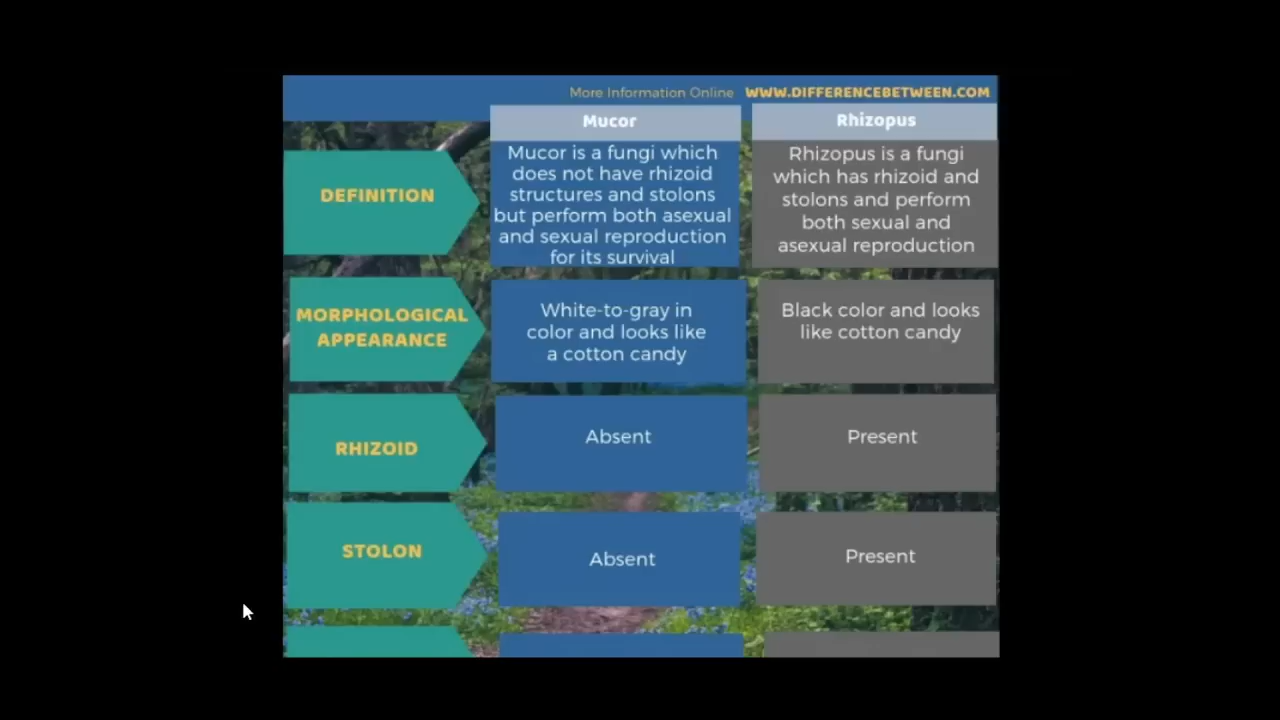 More Information Online WWW.DIFFERENCEBETWEEN.COM
Mucor
Rhizopus
DEFINITION
Mucor is a fungi which
does not have rhizoid
structures and stolons
but perform both asexual
and sexual reproduction
for its survival
Rhizopus is a fungi
which has rhizoid and
stolons and perform
both sexual and
asexual reproduction
MORPHOLOGICAL
APPEARANCE
White-to-gray in
color and looks like
a cotton candy
Black color and looks
like cotton candy
RHIZOID
Absent
Present
STOLON
Absent
Present